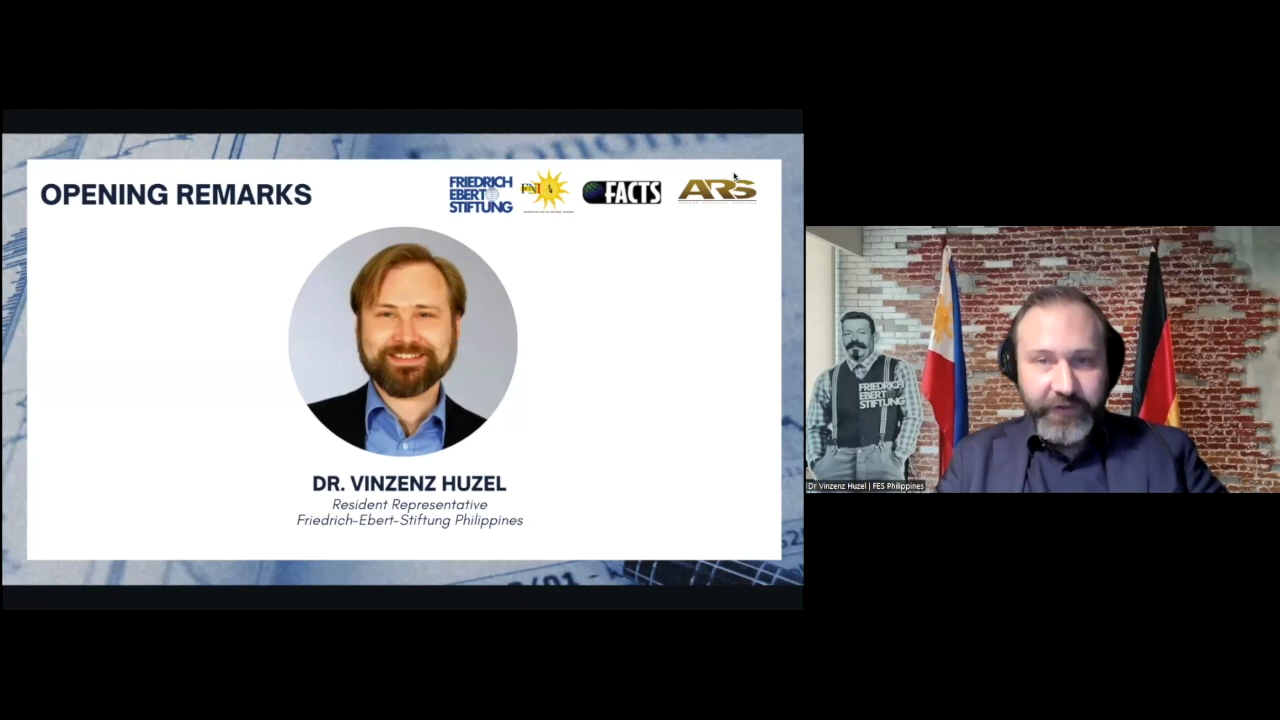 OPENING REMARKS
FRIEDRICH
EBERT
STIFTUNG
FNI
FACTS
ARS
DR. VINZENZ HUZEL
Resident Representative
Friedrich-Ebert-Stiftung Philippines
FRIEDRICH
EBERT
STIFTUNG
Dr Vinzenz Huzel | FES Philippines